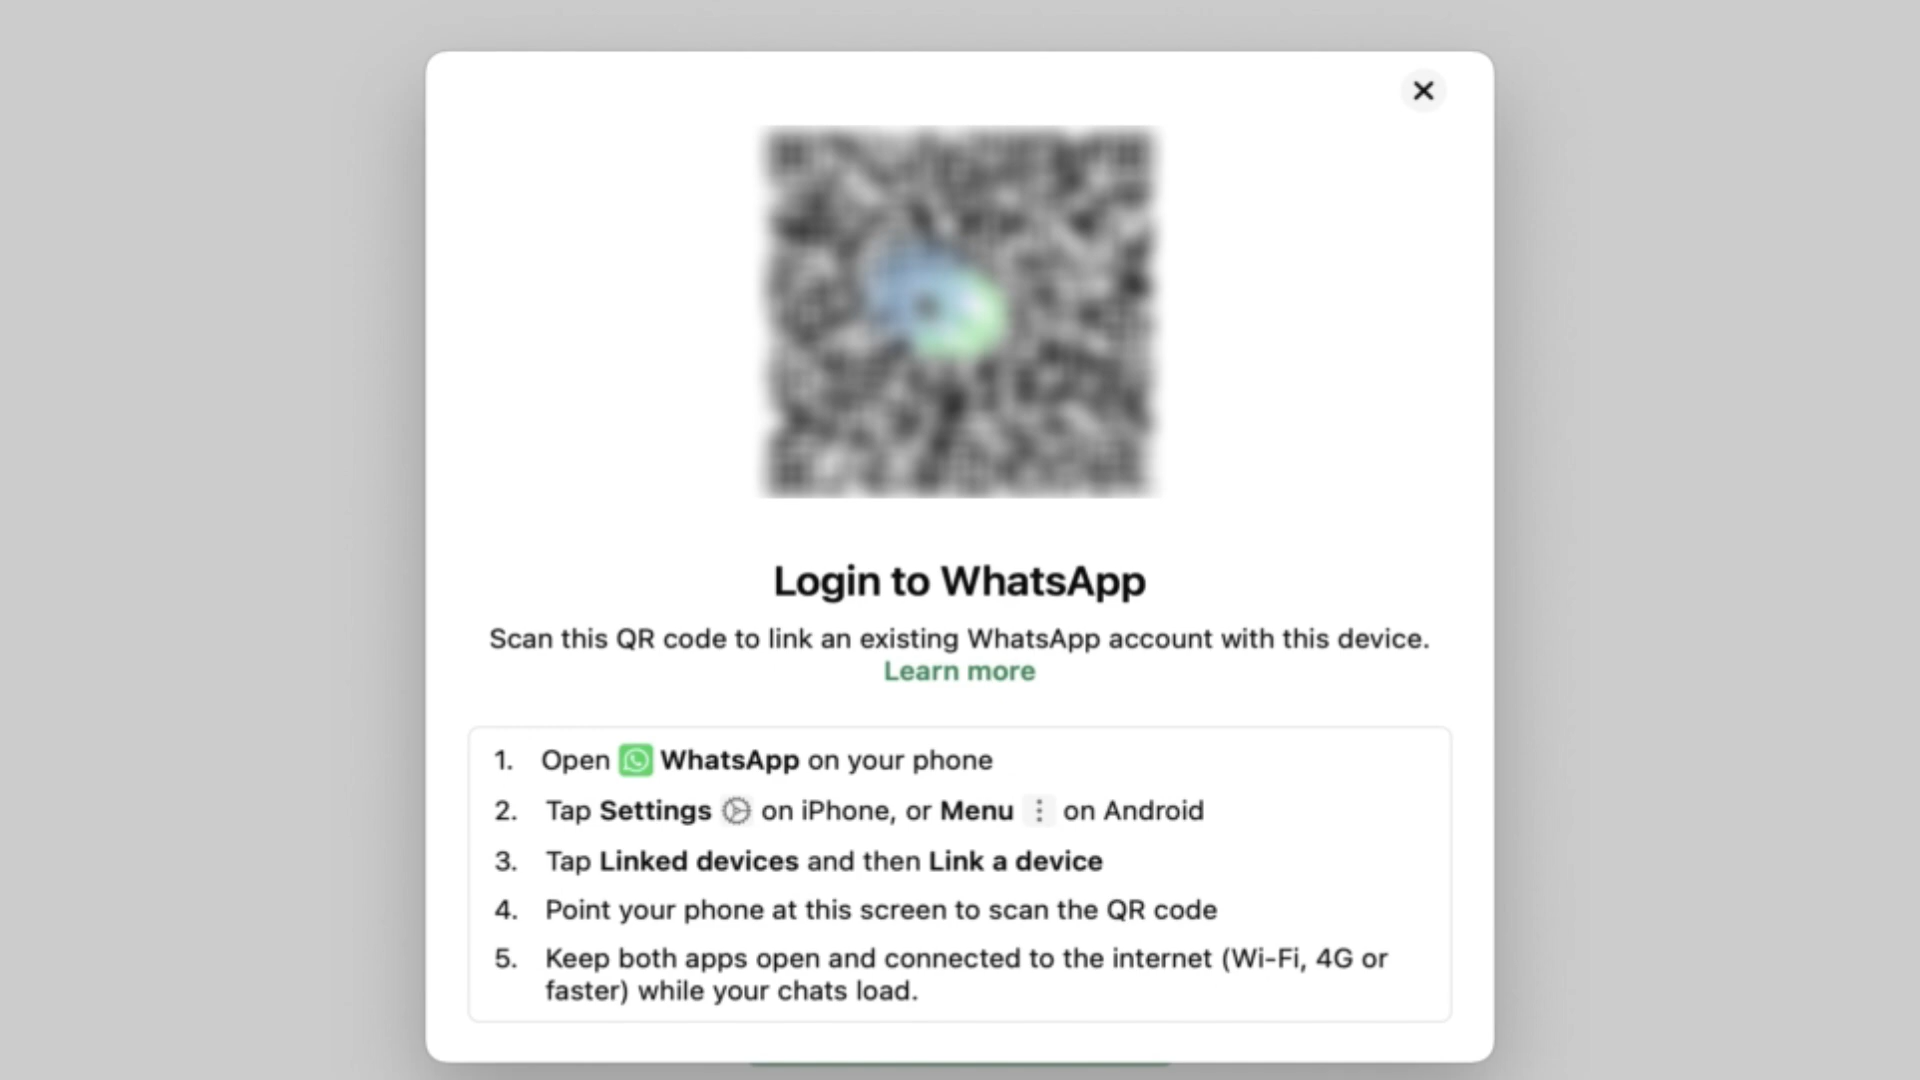 Login to WhatsApp
Scan this QR code to link an existing WhatsApp account with this device.
Learn more
1. Open WhatsApp on your phone
2. Tap Settings on iPhone, or Menu on Android
3. Tap Linked devices and then Link a device
4. Point your phone at this screen to scan the QR code
5. Keep both apps open and connected to the internet (Wi-Fi, 4G or
faster) while your chats load.